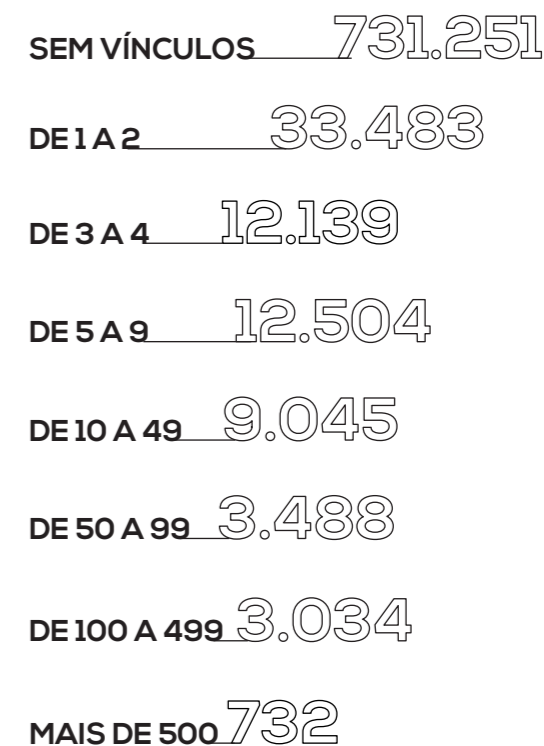 SEM VÍNCULOS 731.251
DE 1 A 2 33.483
DE 3 A 4 12.139
DE 5 A 9 12.504
DE 10 A 49 9.045
DE 50 A 99 3.488
DE 100 A 499 3.034
MAIS DE 500 732